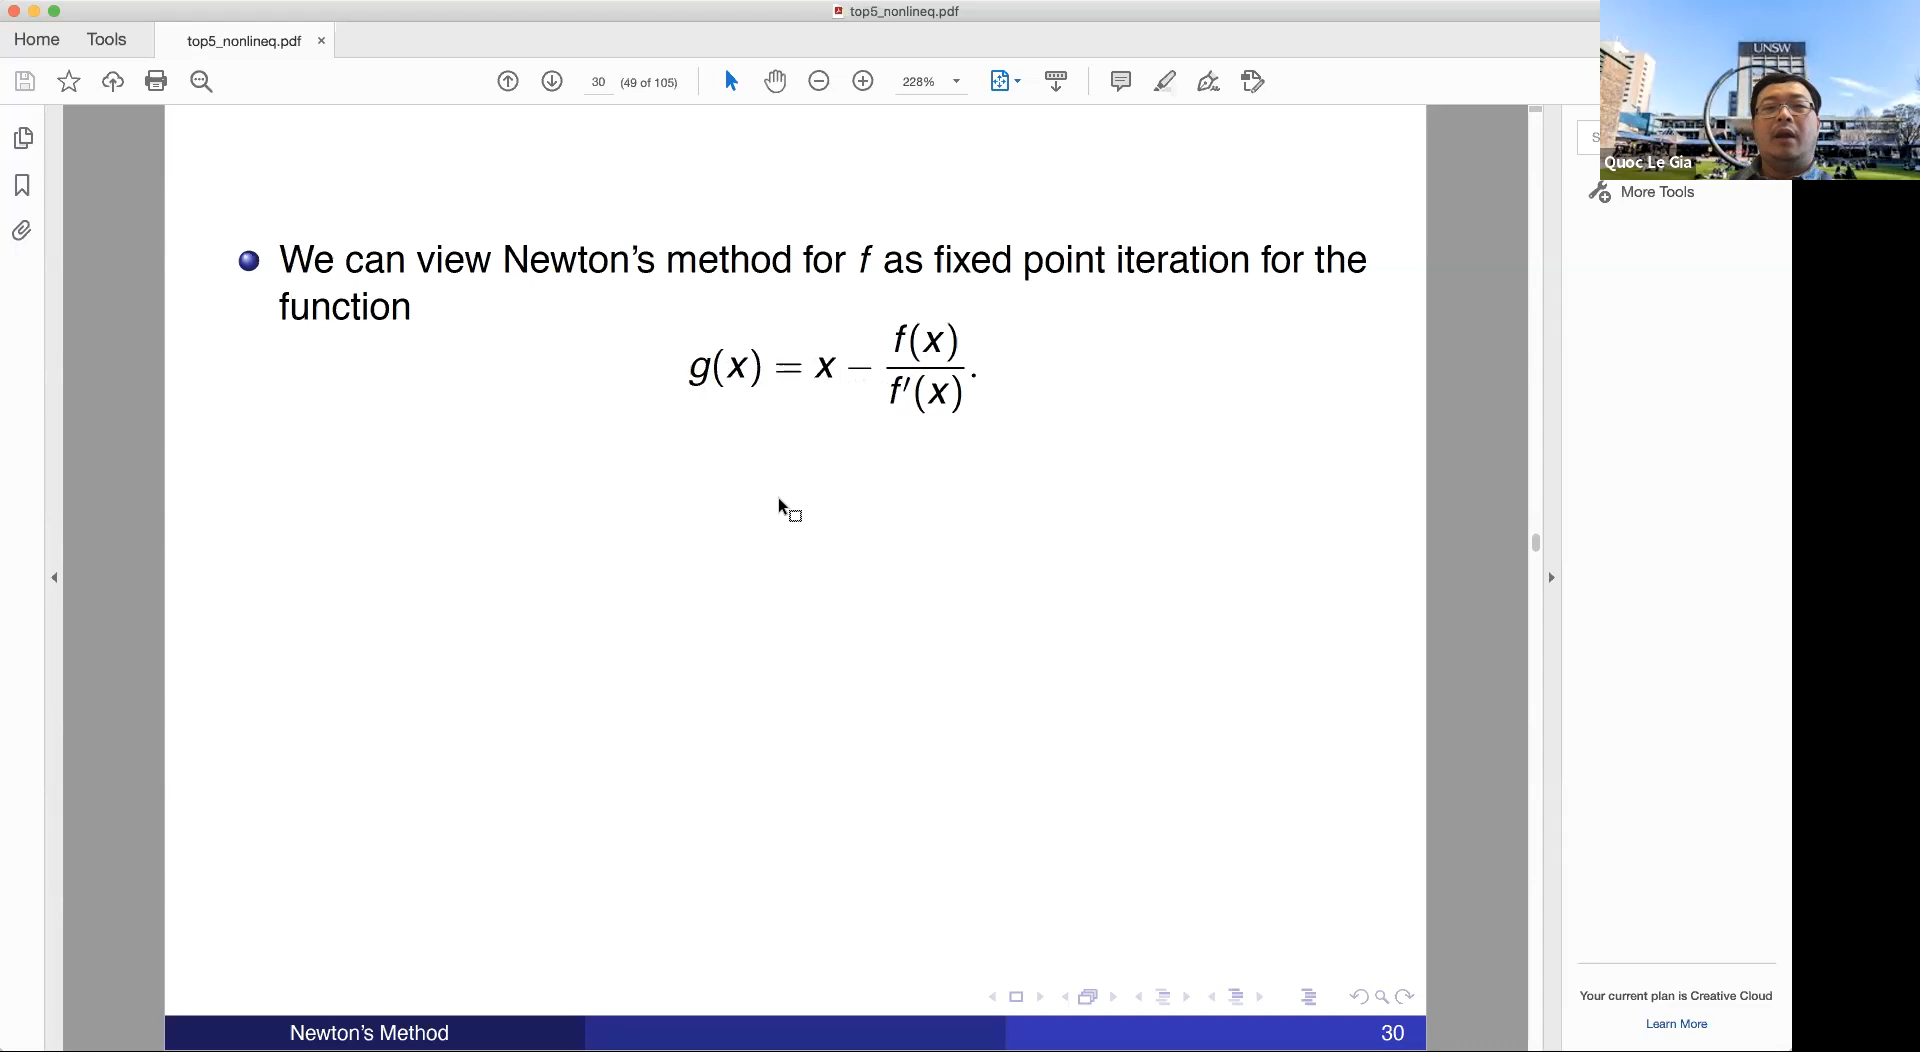 top5_nonlineq.pdf
Home
Tools
top5_nonlineq.pdf ×
30 (49 of 105)
228%
UNSW
Quoc Le Gia
S
More Tools
We can view Newton's method for f as fixed point iteration for the
function
g(x) = x − f(x)/f′(x).
Your current plan is Creative Cloud
Learn More
Newton's Method
30